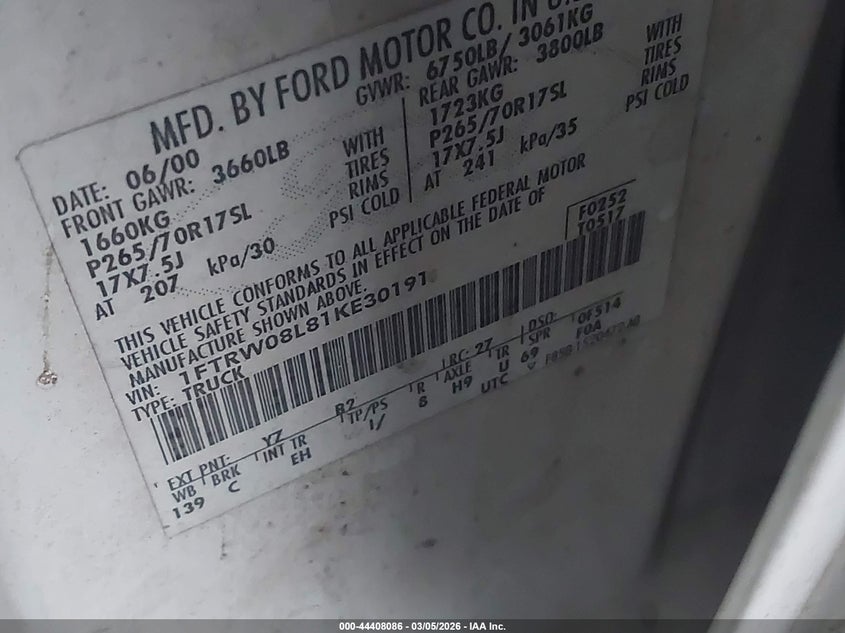 MFD. BY FORD MOTOR CO. IN
DATE: 06/00 GVWR: 6750LB/ 3061KG
FRONT GAWR: 3660LB REAR GAWR: 3800LB
1660KG WITH 1723KG WITH
P265/70R17SL TIRES P265/70R17SL TIRES
17X7.5J RIMS 17X7.5J RIMS
AT 207 kPa/30 PSI COLD AT 241 kPa/35 PSI COLD
THIS VEHICLE CONFORMS TO ALL APPLICABLE FEDERAL MOTOR
VEHICLE SAFETY STANDARDS IN EFFECT ON THE DATE OF
MANUFACTURE SHOWN ABOVE.
VIN: 1FTRW08L81KE30191
TYPE: TRUCK
F0252
T0517
EXT PNT: YZ B2 RC: 27 DSO: 0F514
WB BRK INT TR TP/PS R AXLE TR SPR F0A
139 C EH 1/ 8 H9 U 69
UTC
000-44408086 - 03/05/2026 - IAA Inc.